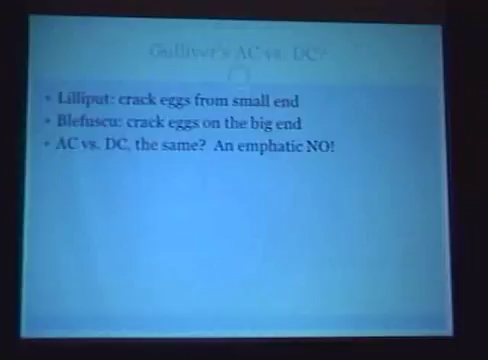 Gulliver's AC vs. DC?
• Lilliput: crack eggs from small end
• Blefuscu: crack eggs on the big end
• AC vs. DC, the same? An emphatic NO!